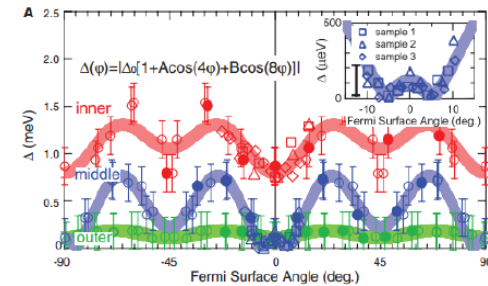 A
2.5
2.0
1.5
1.0
0.5
0.0
Δ (meV)
Δ(φ)=|Δ₀[1+Acos(4φ)+Bcos(8φ)]|
inner
middle
outer
-90
-45
0
45
90
Fermi Surface Angle (deg.)
500
0
Δ (μeV)
sample 1
sample 2
sample 3
-10
0
10
Fermi Surface Angle (deg.)